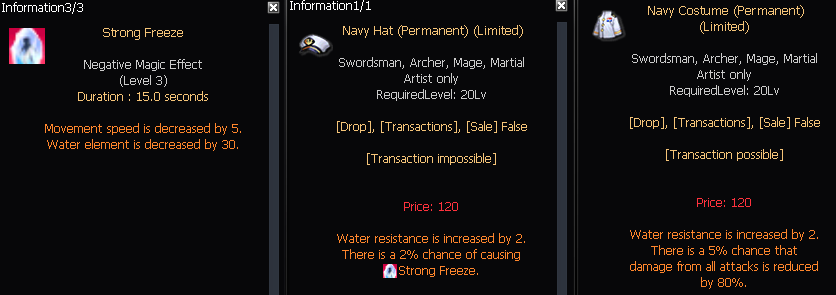 Information3/3
Strong Freeze
Negative Magic Effect
(Level 3)
Duration : 15.0 seconds
Movement speed is decreased by 5.
Water element is decreased by 30.
Information1/1
Navy Hat (Permanent) (Limited)
Swordsman, Archer, Mage, Martial
Artist only
RequiredLevel: 20Lv
[Drop], [Transactions], [Sale] False
[Transaction impossible]
Price: 120
Water resistance is increased by 2.
There is a 2% chance of causing
Strong Freeze.
Navy Costume (Permanent)
(Limited)
Swordsman, Archer, Mage, Martial
Artist only
RequiredLevel: 20Lv
[Drop], [Transactions], [Sale] False
[Transaction possible]
Price: 120
Water resistance is increased by 2.
There is a 5% chance that
damage from all attacks is reduced
by 80%.